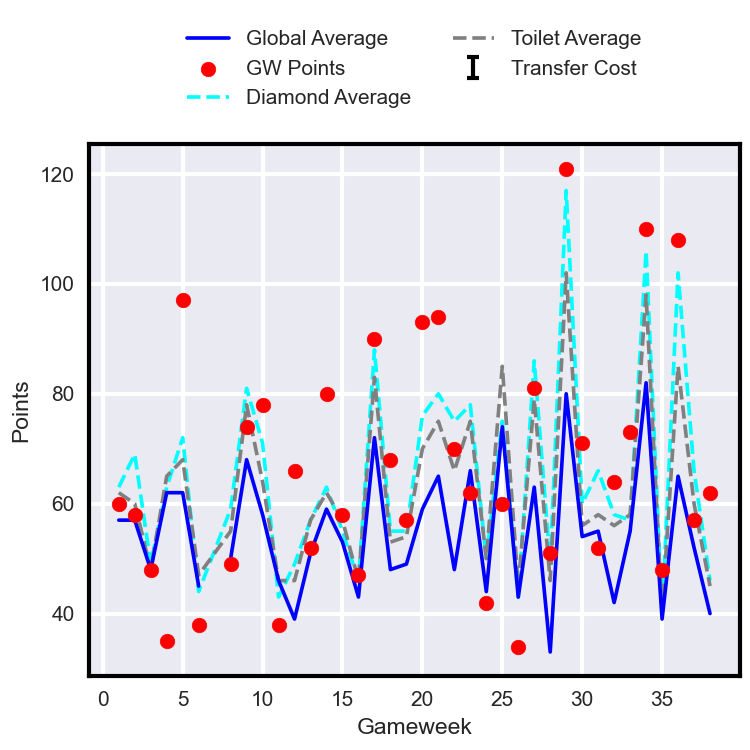 Global Average
GW Points
Diamond Average
Toilet Average
Transfer Cost
Points
120
100
80
60
40
0 5 10 15 20 25 30 35
Gameweek